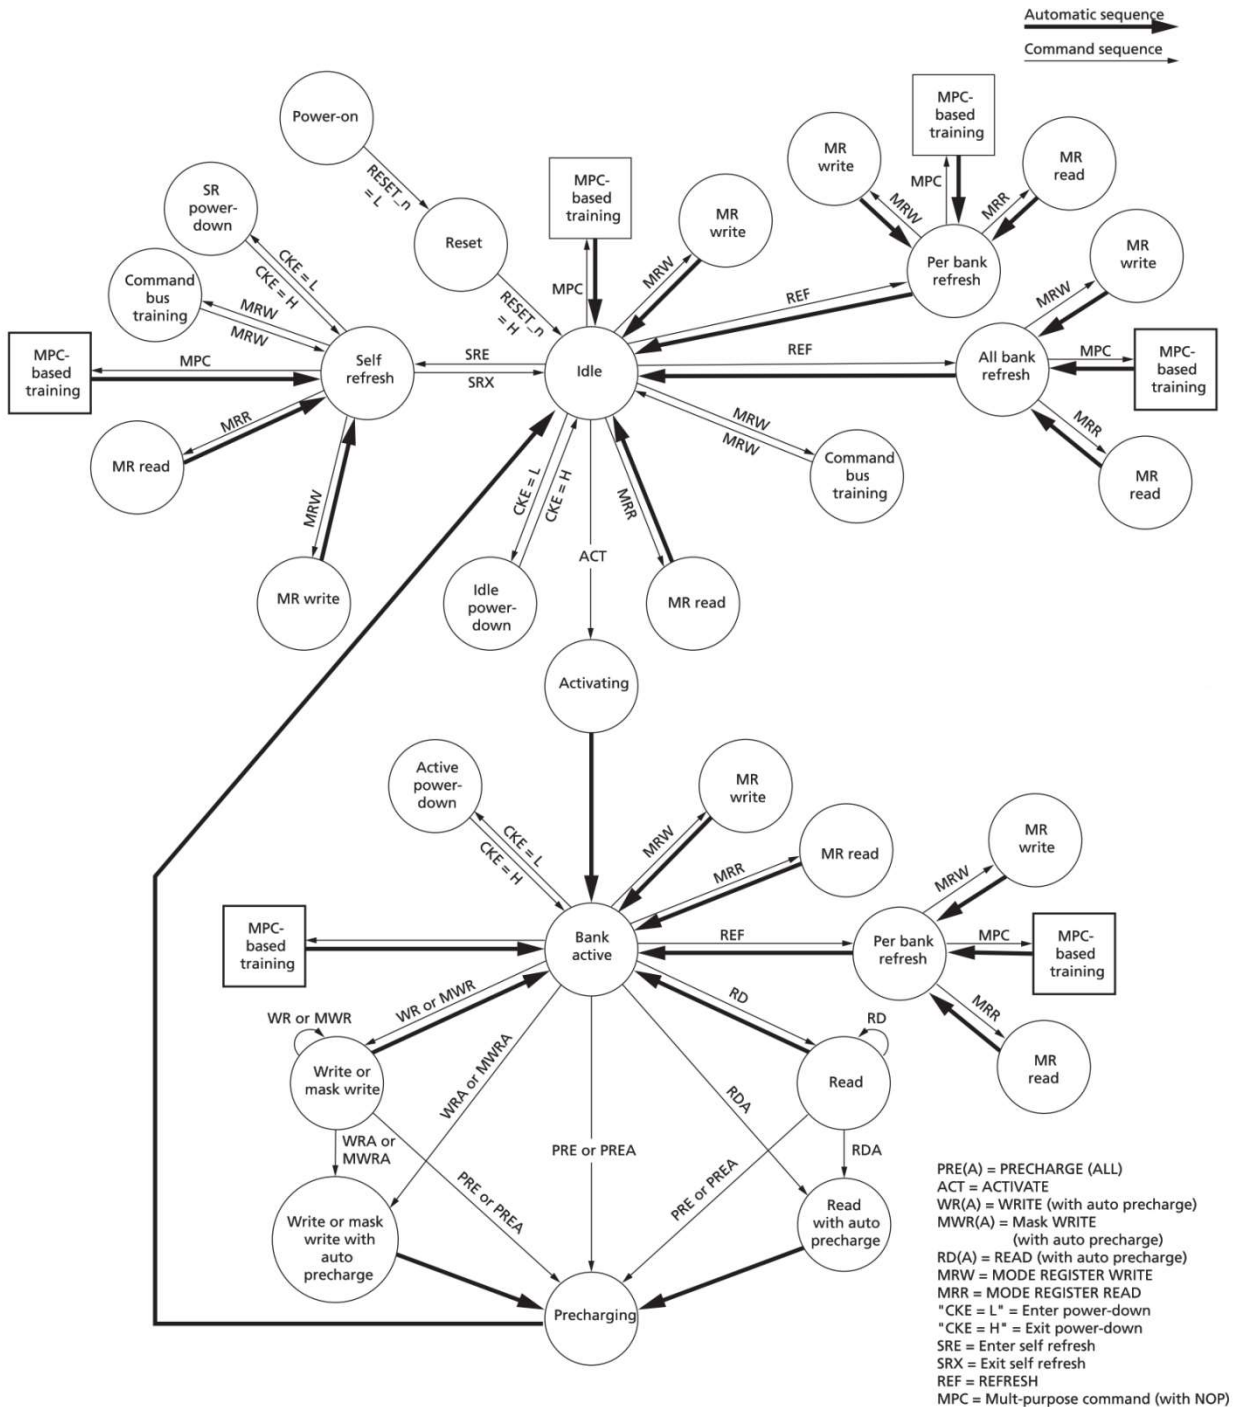 Automatic sequence
Command sequence
Power-on
RESET_n
= L
Reset
RESET_n
= H
SR
power-
down
CKE = L
CKE = H
Command
bus
training
MRW
MRW
MPC-
based
training
MPC
Self
refresh
MRR
MR read
MRW
MR write
SRE
SRX
MPC-
based
training
MPC
MR
write
MRW
Idle
REF
REF
MR
write
MRW
MPC-
based
training
MPC
MR
read
MRR
Per bank
refresh
MR
write
MRW
All bank
refresh
MPC
MPC-
based
training
MRR
MR
read
MRW
MRW
Command
bus
training
CKE = L
CKE = H
Idle
power-
down
ACT
MRR
MR read
Activating
Active
power-
down
CKE = L
CKE = H
MR
write
MRW
MR read
MRR
MPC-
based
training
Bank
active
REF
Per bank
refresh
MR
write
MRW
MPC
MPC-
based
training
MRR
MR
read
WR or MWR
WR or MWR
Write or
mask write
WRA or MWRA
WRA or
MWRA
PRE or PREA
PRE or PREA
RD
RD
Read
RDA
RDA
PRE or PREA
Write or mask
write with
auto
precharge
Read
with auto
precharge
Precharging
PRE(A) = PRECHARGE (ALL)
ACT = ACTIVATE
WR(A) = WRITE (with auto precharge)
MWR(A) = Mask WRITE
(with auto precharge)
RD(A) = READ (with auto precharge)
MRW = MODE REGISTER WRITE
MRR = MODE REGISTER READ
"CKE = L" = Enter power-down
"CKE = H" = Exit power-down
SRE = Enter self refresh
SRX = Exit self refresh
REF = REFRESH
MPC = Mult-purpose command (with NOP)